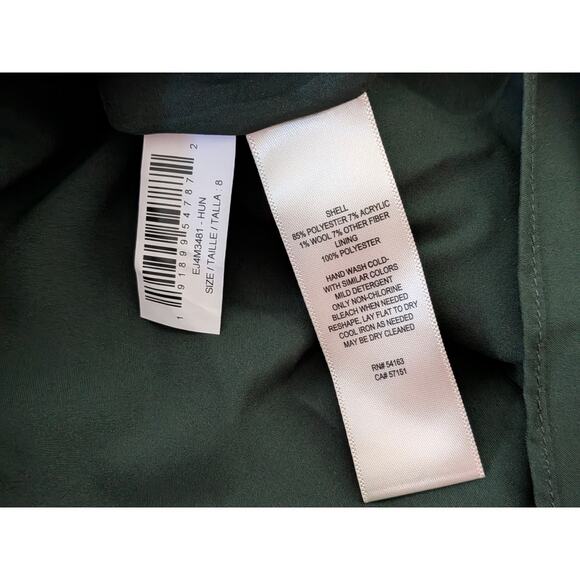 1 91899 54787 2
EJ4M3481 - HUN
SIZE / TAILLE / TALLA : 8
SHELL
85% POLYESTER 7% ACRYLIC
1% WOOL 7% OTHER FIBER
LINING
100% POLYESTER
HAND WASH COLD-
WITH SIMILAR COLORS
MILD DETERGENT
ONLY NON-CHLORINE
BLEACH WHEN NEEDED
RESHAPE, LAY FLAT TO DRY
COOL IRON AS NEEDED
MAY BE DRY CLEANED
RN# 54163
CA# 57151